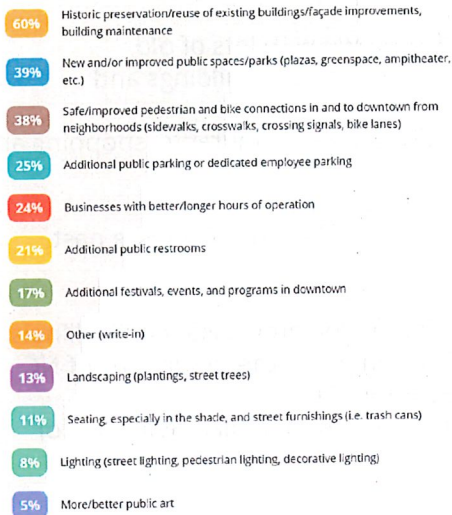 60% Historic preservation/reuse of existing buildings/façade improvements,
building maintenance
39% New and/or improved public spaces/parks (plazas, greenspace, ampitheater,
etc.)
38% Safe/improved pedestrian and bike connections in and to downtown from
neighborhoods (sidewalks, crosswalks, crossing signals, bike lanes)
25% Additional public parking or dedicated employee parking
24% Businesses with better/longer hours of operation
21% Additional public restrooms
17% Additional festivals, events, and programs in downtown
14% Other (write-in)
13% Landscaping (plantings, street trees)
11% Seating, especially in the shade, and street furnishings (i.e. trash cans)
8% Lighting (street lighting, pedestrian lighting, decorative lighting)
5% More/better public art